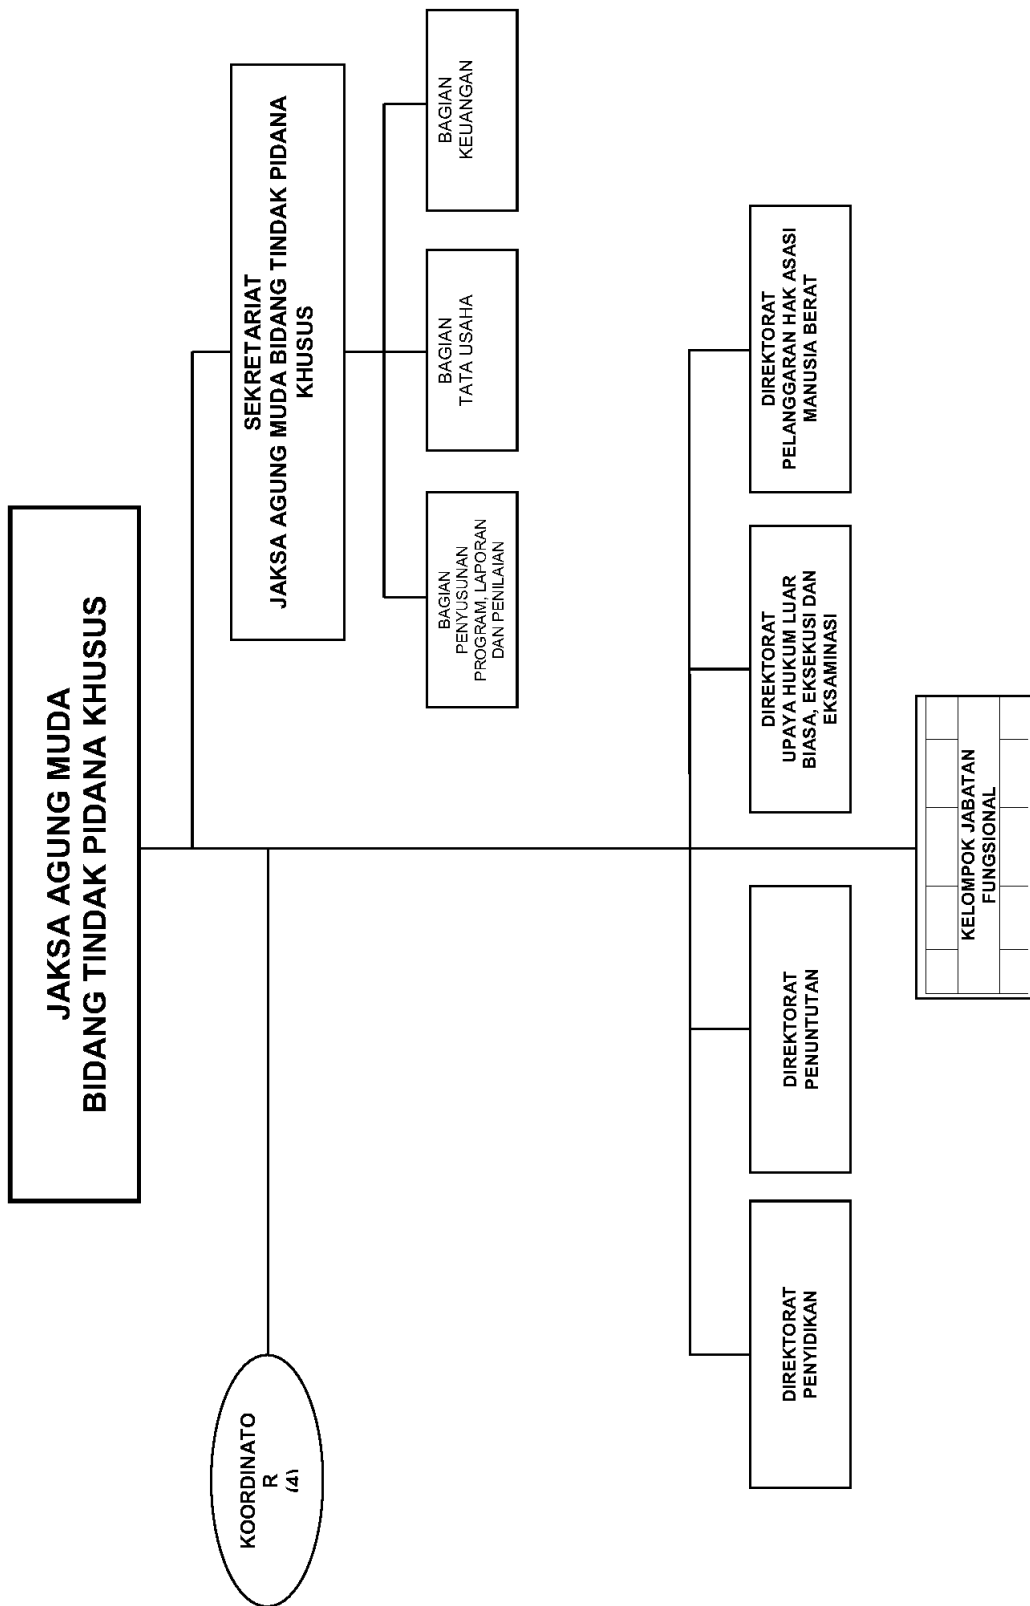 JAKSA AGUNG MUDA
BIDANG TINDAK PIDANA KHUSUS
KOORDINATO
R
(4)
SEKRETARIAT
JAKSA AGUNG MUDA BIDANG TINDAK PIDANA
KHUSUS
BAGIAN
PENYUSUNAN
PROGRAM, LAPORAN
DAN PENILAIAN
BAGIAN
TATA USAHA
BAGIAN
KEUANGAN
DIREKTORAT
PENYIDIKAN
DIREKTORAT
PENUNTUTAN
DIREKTORAT
UPAYA HUKUM LUAR
BIASA, EKSEKUSI DAN
EKSAMINASI
DIREKTORAT
PELANGGARAN HAK ASASI
MANUSIA BERAT
KELOMPOK JABATAN
FUNGSIONAL